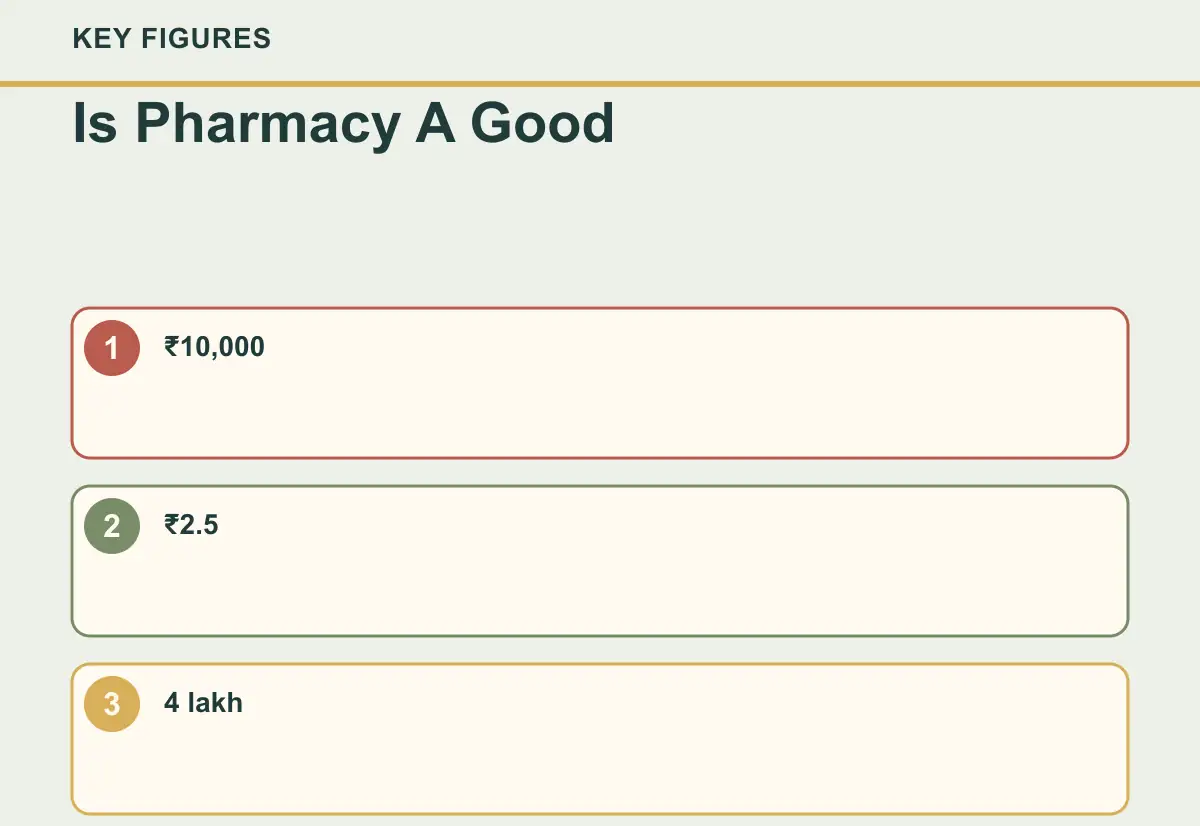 KEY FIGURES
Is Pharmacy A Good
1 ₹10,000
2 ₹2.5
3 4 lakh